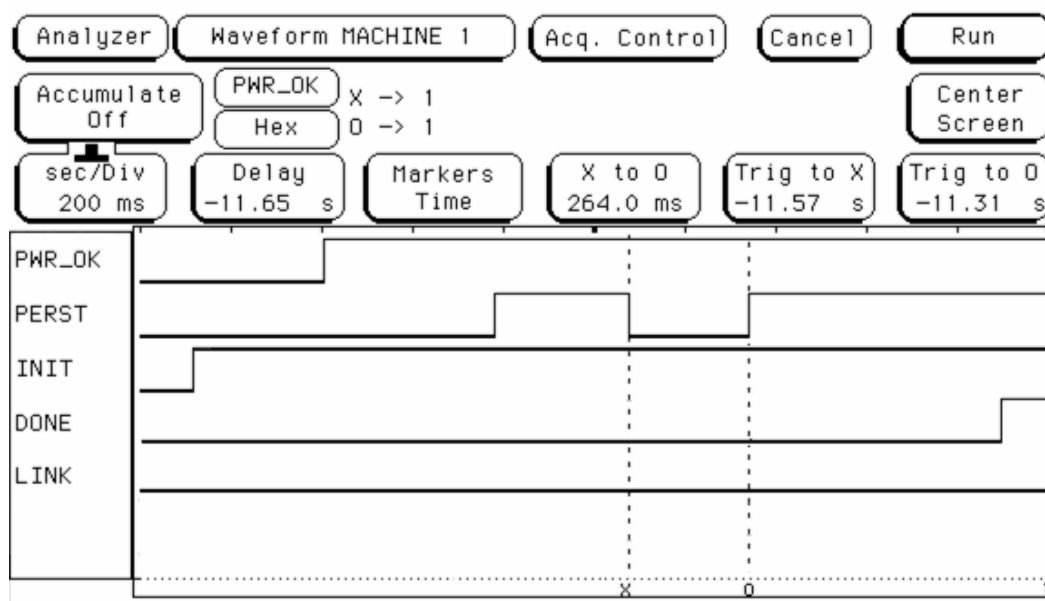 Analyzer Waveform MACHINE 1 Acq. Control Cancel Run
Accumulate Off PWR_OK X -> 1 Center Screen
Hex O -> 1
sec/Div Delay Markers X to O Trig to X Trig to O
200 ms -11.65 s Time 264.0 ms -11.57 s -11.31 s
PWR_OK
PERST
INIT
DONE
LINK
X O